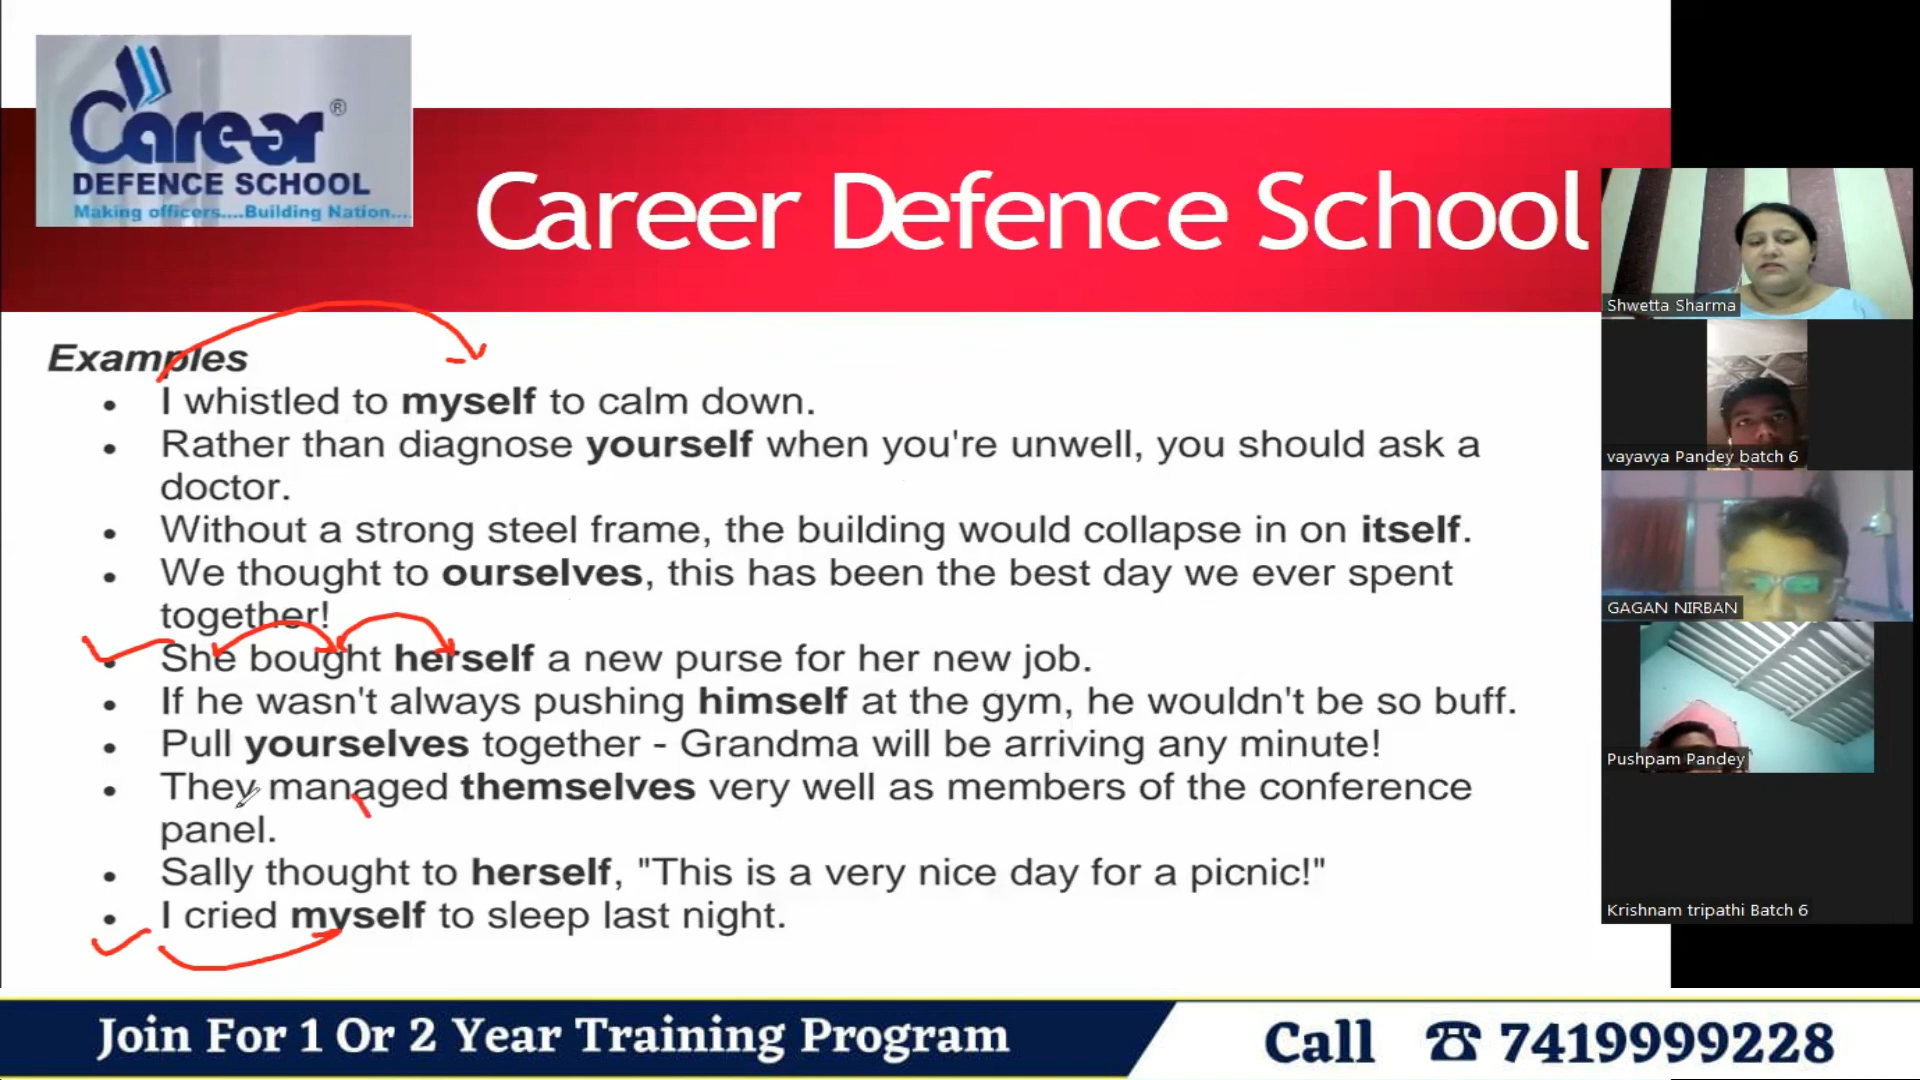 Career ®
DEFENCE SCHOOL
Making officers....Building Nation...
Career Defence School
Examples
• I whistled to myself to calm down.
• Rather than diagnose yourself when you're unwell, you should ask a
doctor.
• Without a strong steel frame, the building would collapse in on itself.
• We thought to ourselves, this has been the best day we ever spent
together!
• She bought herself a new purse for her new job.
• If he wasn't always pushing himself at the gym, he wouldn't be so buff.
• Pull yourselves together - Grandma will be arriving any minute!
• They managed themselves very well as members of the conference
panel.
• Sally thought to herself, "This is a very nice day for a picnic!"
• I cried myself to sleep last night.
Shwetta Sharma
vayavya Pandey batch 6
GAGAN NIRBAN
Pushpam Pandey
Krishnam tripathi Batch 6
Join For 1 Or 2 Year Training Program
Call ☎ 7419999228